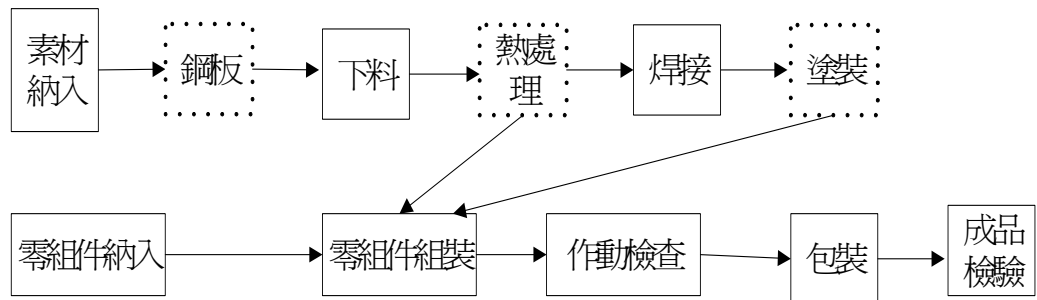 素材
納入
鋼板
下料
熱處
理
焊接
塗裝
零組件納入
零組件組裝
作動檢查
包裝
成品
檢驗